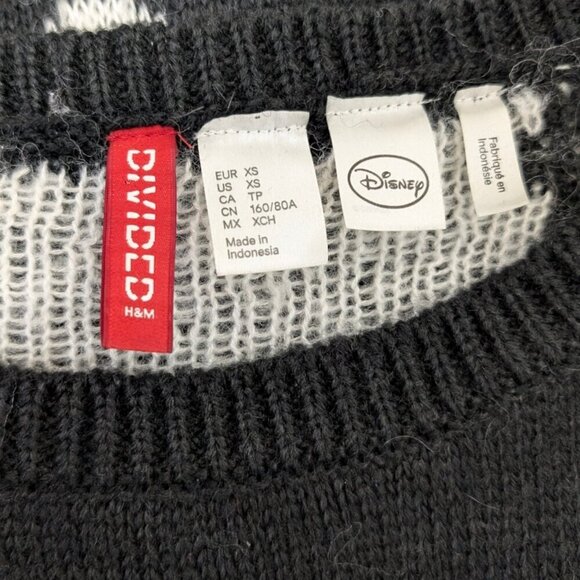 DIVIDED
H&M
EUR XS
US XS
CA TP
CN 160/80A
MX XCH
Made in
Indonesia
Disney
Fabriqué en
Indonésie